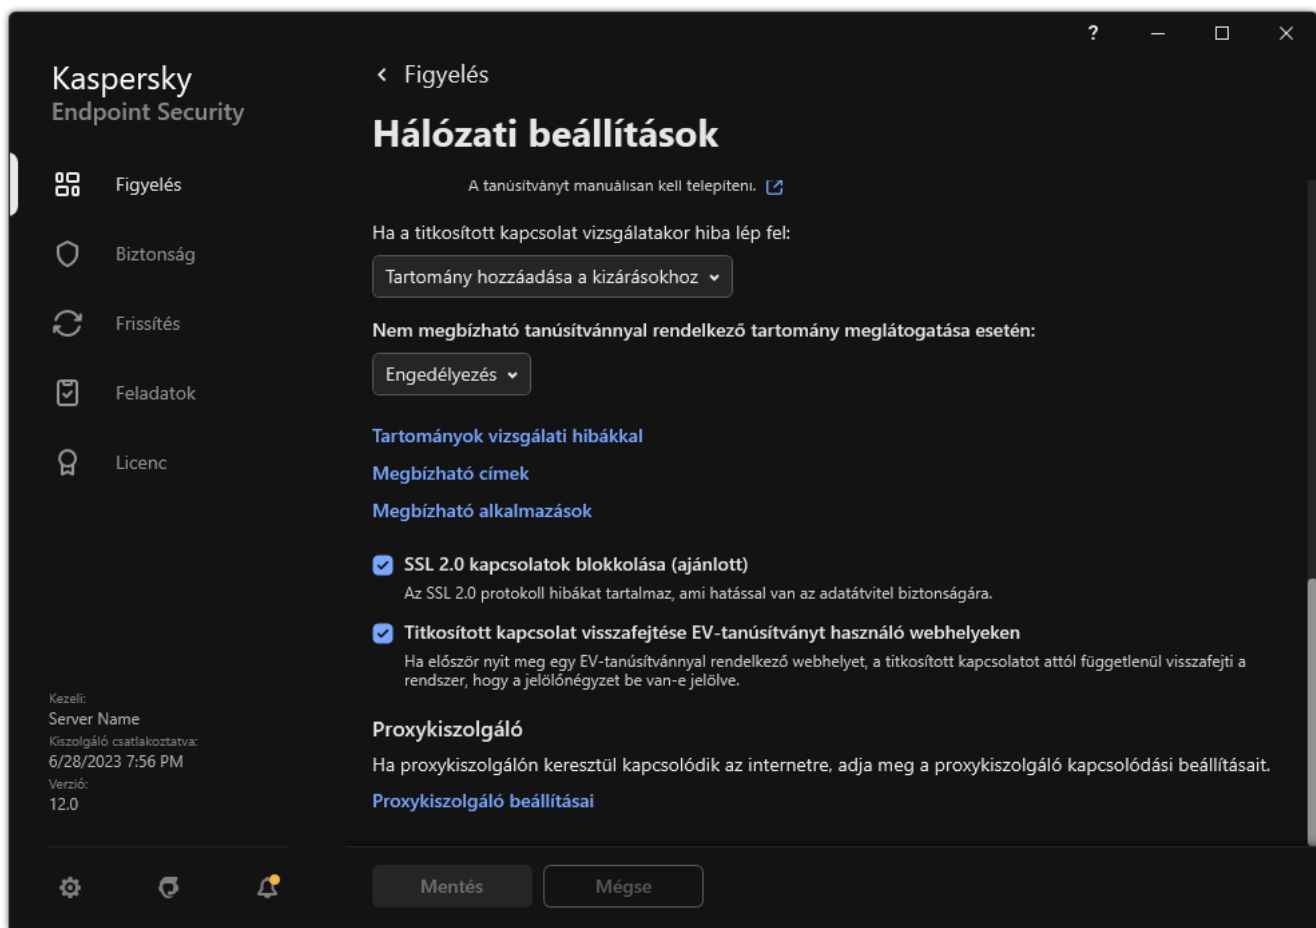 ?
Kaspersky
Endpoint Security
Figyelés
Biztonság
Frissítés
Feladatok
Licenc
Kezeli:
Server Name
Kiszolgáló csatlakoztatva:
6/28/2023 7:56 PM
Verzió:
12.0
Figyelés
Hálózati beállítások
A tanúsítványt manuálisan kell telepíteni.
Ha a titkosított kapcsolat vizsgálatakor hiba lép fel:
Tartomány hozzáadása a kizárásokhoz
Nem megbízható tanúsítvánnyal rendelkező tartomány meglátogatása esetén:
Engedélyezés
Tartományok vizsgálati hibákkal
Megbízható címek
Megbízható alkalmazások
SSL 2.0 kapcsolatok blokkolása (ajánlott)
Az SSL 2.0 protokoll hibákat tartalmaz, ami hatással van az adatátvitel biztonságára.
Titkosított kapcsolat visszafejtése EV-tanúsítványt használó webhelyeken
Ha először nyit meg egy EV-tanúsítvánnyal rendelkező webhelyet, a titkosított kapcsolatot attól függetlenül visszafejti a
rendszer, hogy a jelölőnégyzet be van-e jelölve.
Proxykiszolgáló
Ha proxykiszolgálón keresztül kapcsolódik az internetre, adja meg a proxykiszolgáló kapcsolódási beállításait.
Proxykiszolgáló beállításai
Mentés
Mégse